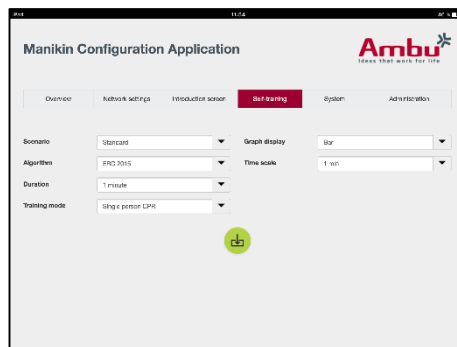 iPad 11:54
Manikin Configuration Application
Ambu
Ideas that work for life
Overview Network settings Introduction screen Self-training System Administration
Scenario Standard Graph display Bar
Algorithm ERC 2015 Time scale 1 min
Duration 1 minute
Training mode Single person CPR